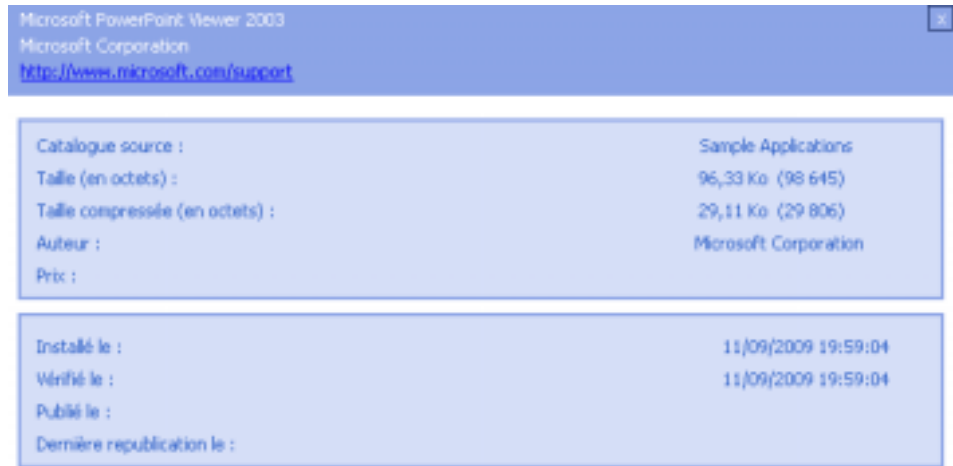 Microsoft PowerPoint Viewer 2003
x
Microsoft Corporation
http://www.microsoft.com/support
Catalogue source : Sample Applications
Taille (en octets) : 96,33 Ko (98 645)
Taille compressée (en octets) : 29,11 Ko (29 806)
Auteur : Microsoft Corporation
Prix :
Installé le : 11/09/2009 19:59:04
Vérifié le : 11/09/2009 19:59:04
Publié le :
Dernière republication le :